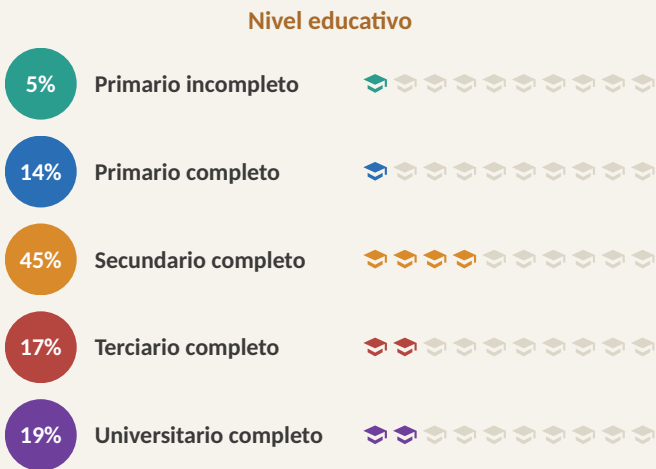 Nivel educativo
5% Primario incompleto
14% Primario completo
45% Secundario completo
17% Terciario completo
19% Universitario completo